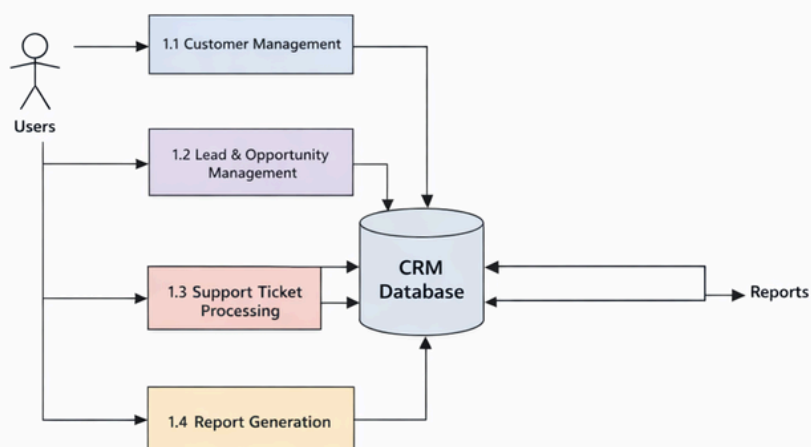 1.1 Customer Management
Users
1.2 Lead & Opportunity
Management
CRM
Database
1.3 Support Ticket
Processing
Reports
1.4 Report Generation